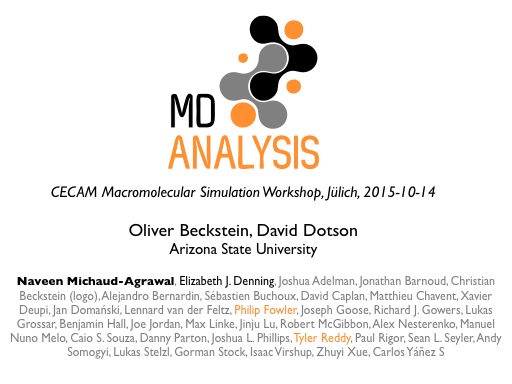 MD
ANALYSIS
CECAM Macromolecular Simulation Workshop, Jülich, 2015-10-14
Oliver Beckstein, David Dotson
Arizona State University
Naveen Michaud-Agrawal, Elizabeth J. Denning, Joshua Adelman, Jonathan Barnoud, Christian
Beckstein (logo), Alejandro Bernardin, Sébastien Buchoux, David Caplan, Matthieu Chavent, Xavier
Deupi, Jan Domański, Lennard van der Feltz, Philip Fowler, Joseph Goose, Richard J. Gowers, Lukas
Grossar, Benjamin Hall, Joe Jordan, Max Linke, Jinju Lu, Robert McGibbon, Alex Nesterenko, Manuel
Nuno Melo, Caio S. Souza, Danny Parton, Joshua L. Phillips, Tyler Reddy, Paul Rigor, Sean L. Seyler, Andy
Somogyi, Lukas Stelzl, Gorman Stock, Isaac Virshup, Zhuyi Xue, Carlos Yáñez S